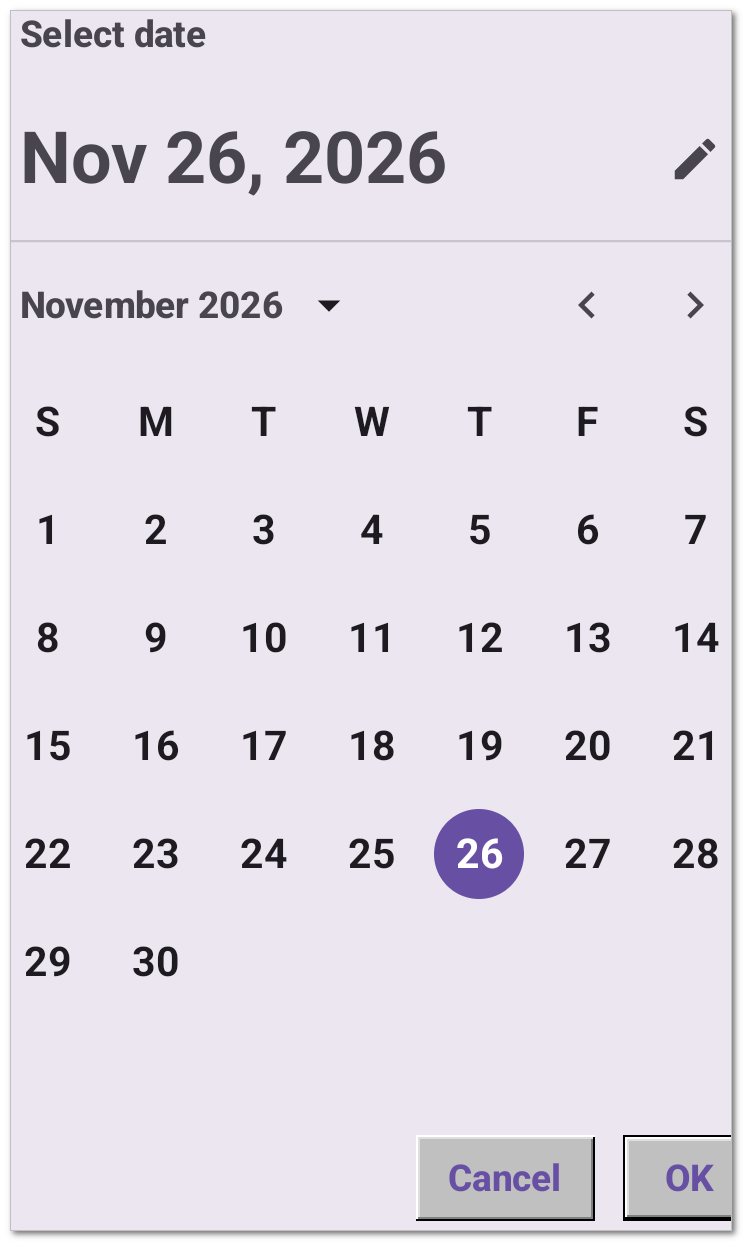 Select date
Nov 26, 2026
November 2026
S M T W T F S
1 2 3 4 5 6 7
8 9 10 11 12 13 14
15 16 17 18 19 20 21
22 23 24 25 26 27 28
29 30
Cancel OK